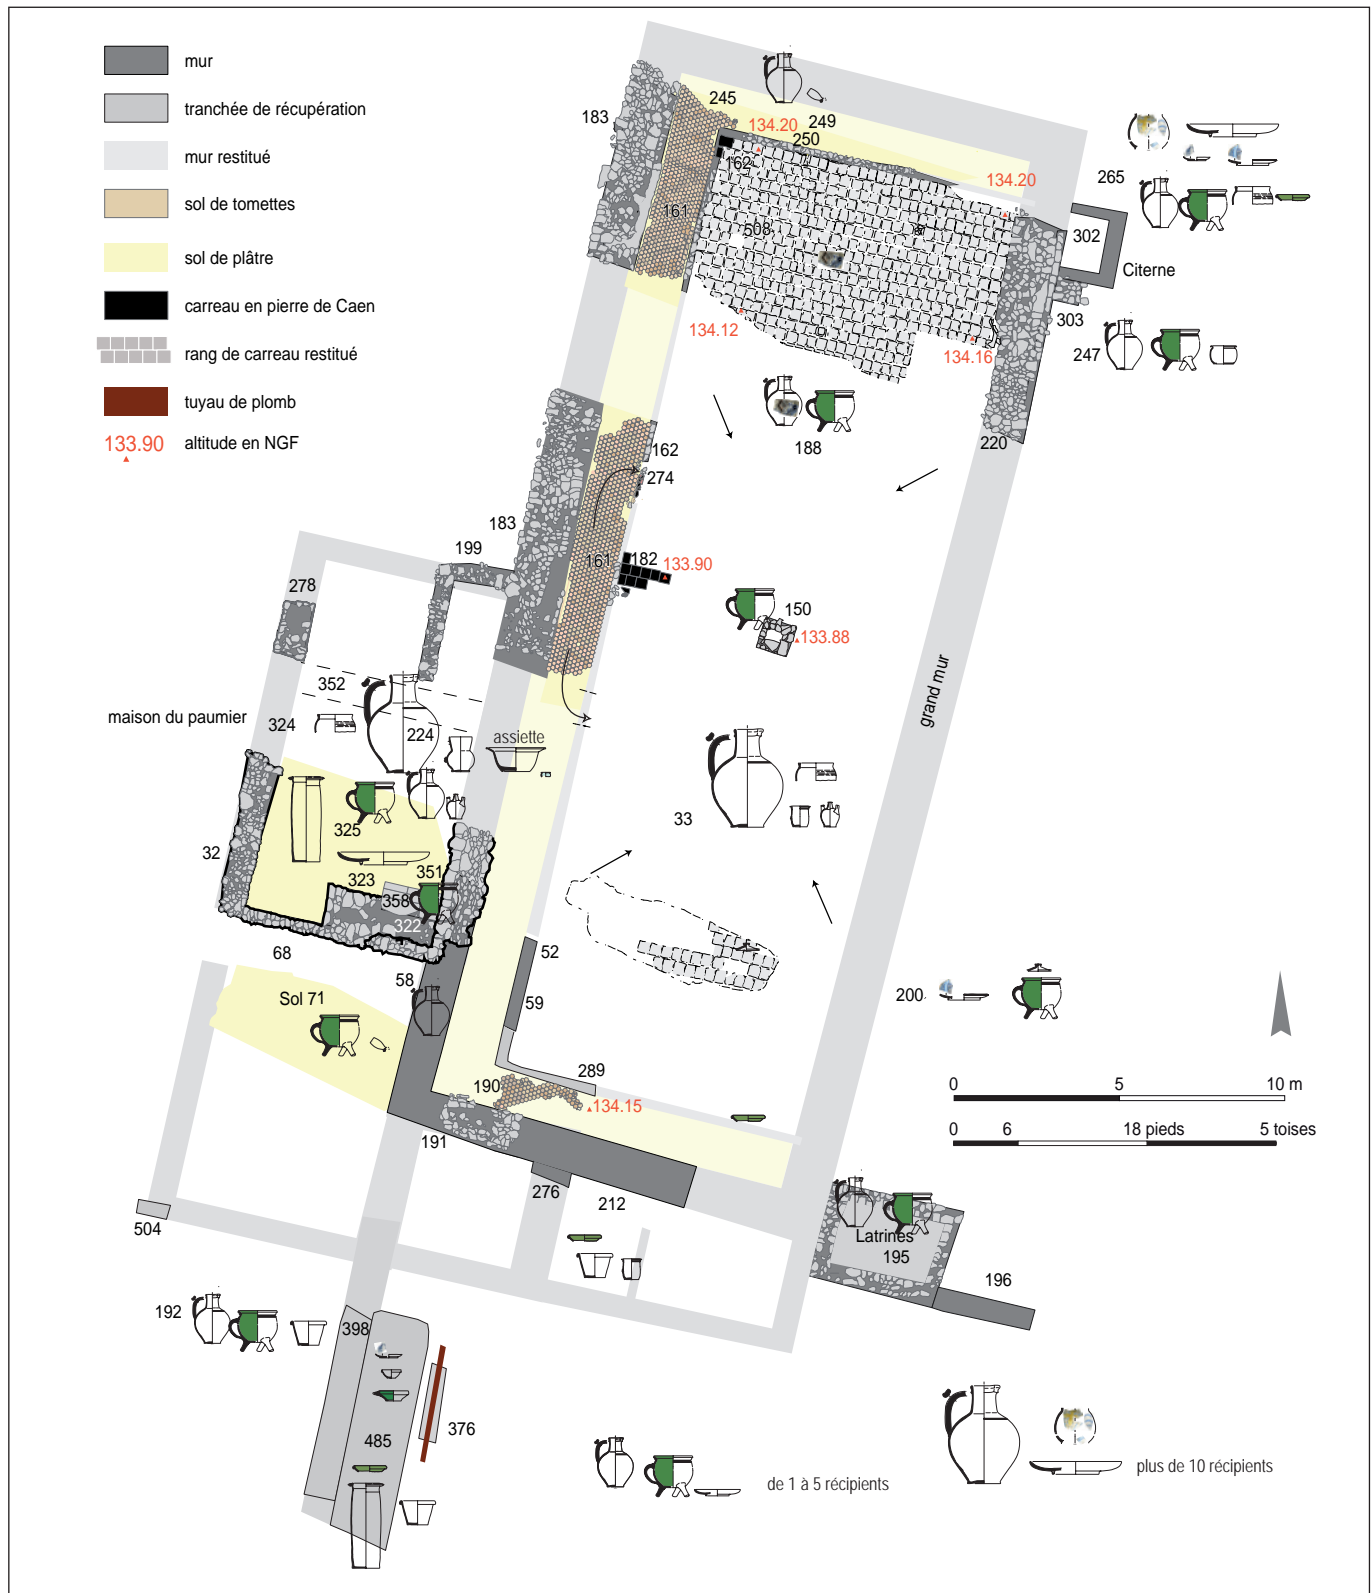 mur
tranchée de récupération
mur restitué
sol de tomettes
sol de plâtre
carreau en pierre de Caen
rang de carreau restitué
tuyau de plomb
133.90 altitude en NGF
183
245
249
134.20
250
162
134.20
161
508
265
302
Citerne
303
247
134.12
134.16
188
220
162
274
183
199
161
182
133.90
278
150
133.88
grand mur
352
maison du paumier
324
224
assiette
33
325
32
323
351
358
322
68
52
58
59
Sol 71
200
289
190
134.15
191
0 5 10 m
0 6 18 pieds 5 toises
276
212
504
Latrines
195
196
192
398
376
485
de 1 à 5 récipients
plus de 10 récipients